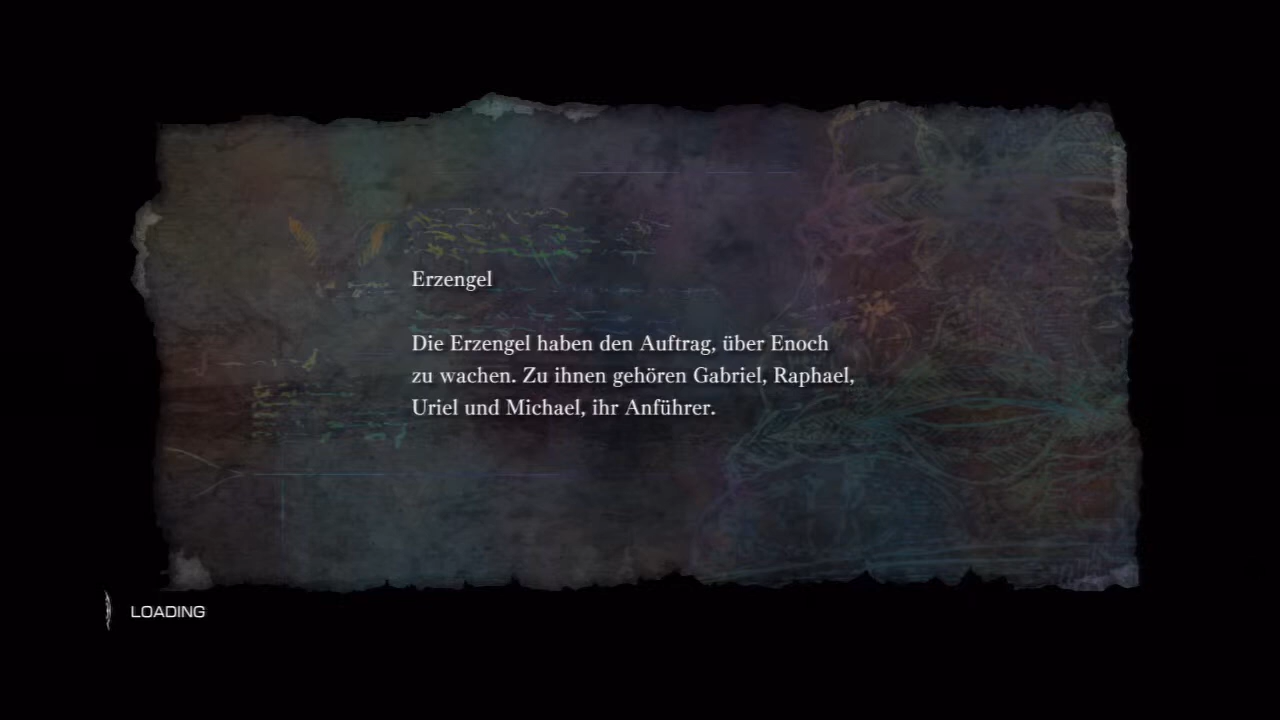 Erzengel
Die Erzengel haben den Auftrag, über Enoch
zu wachen. Zu ihnen gehören Gabriel, Raphael,
Uriel und Michael, ihr Anführer.
LOADING